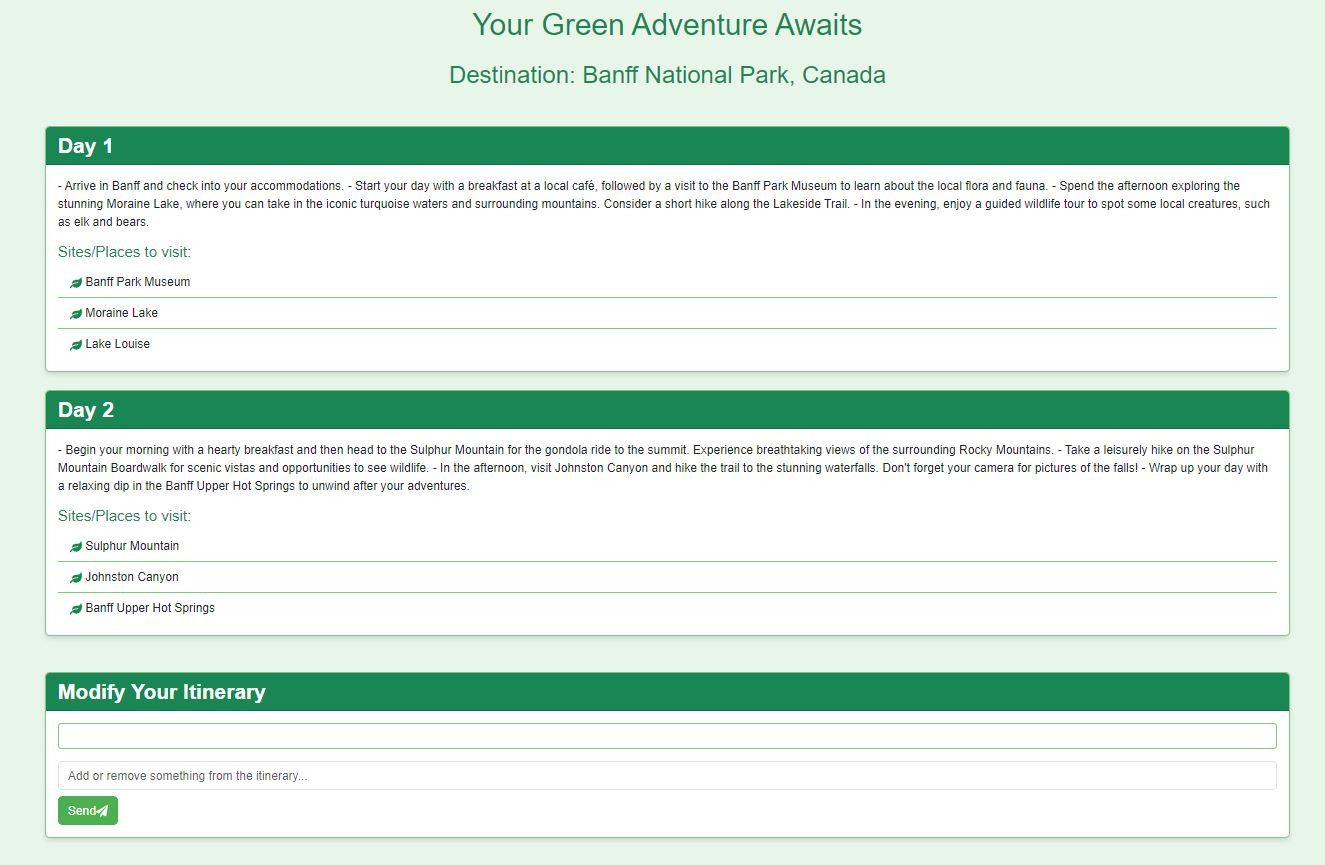 Your Green Adventure Awaits
Destination: Banff National Park, Canada
Day 1
- Arrive in Banff and check into your accommodations. - Start your day with a breakfast at a local café, followed by a visit to the Banff Park Museum to learn about the local flora and fauna. - Spend the afternoon exploring the
stunning Moraine Lake, where you can take in the iconic turquoise waters and surrounding mountains. Consider a short hike along the Lakeside Trail. - In the evening, enjoy a guided wildlife tour to spot some local creatures, such
as elk and bears.
Sites/Places to visit:
Banff Park Museum
Moraine Lake
Lake Louise
Day 2
- Begin your morning with a hearty breakfast and then head to the Sulphur Mountain for the gondola ride to the summit. Experience breathtaking views of the surrounding Rocky Mountains. - Take a leisurely hike on the Sulphur
Mountain Boardwalk for scenic vistas and opportunities to see wildlife. - In the afternoon, visit Johnston Canyon and hike the trail to the stunning waterfalls. Don't forget your camera for pictures of the falls! - Wrap up your day with
a relaxing dip in the Banff Upper Hot Springs to unwind after your adventures.
Sites/Places to visit:
Sulphur Mountain
Johnston Canyon
Banff Upper Hot Springs
Modify Your Itinerary
Add or remove something from the itinerary...
Send